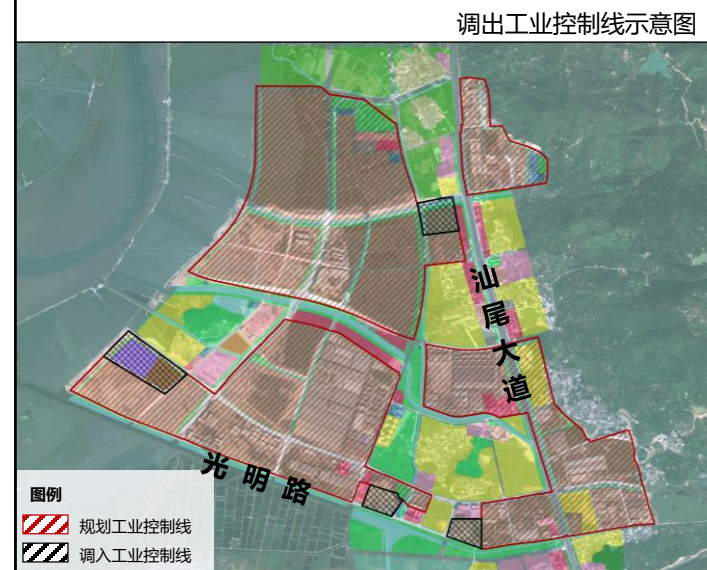 调出工业控制线示意图
汕尾大道
光明路
图例
规划工业控制线
调入工业控制线